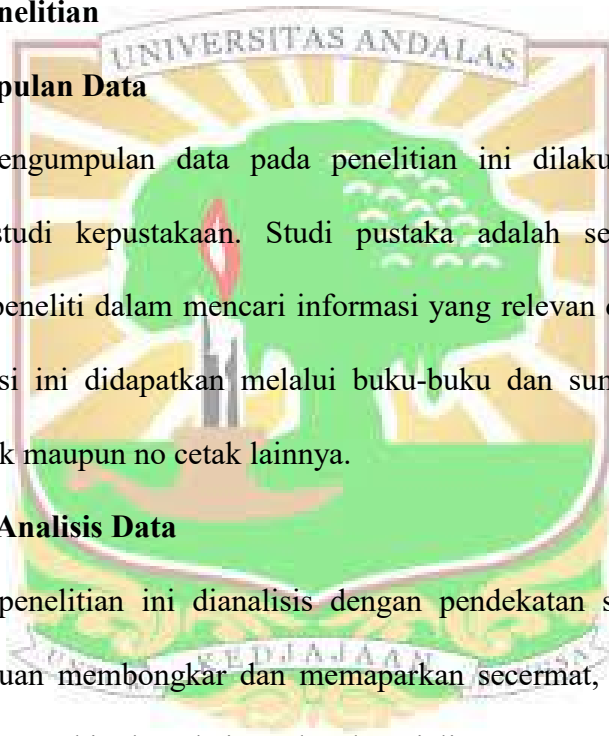 nelitian
UNIVERSITAS ANDALAS
pulan Data
engumpulan data pada penelitian ini dilaku
studi kepustakaan. Studi pustaka adalah se
peneliti dalam mencari informasi yang relevan
si ini didapatkan melalui buku-buku dan sun
k maupun no cetak lainnya.
Analisis Data
penelitian ini dianalisis dengan pendekatan s
KEDJAJAAN
uan membongkar dan memaparkan secermat,